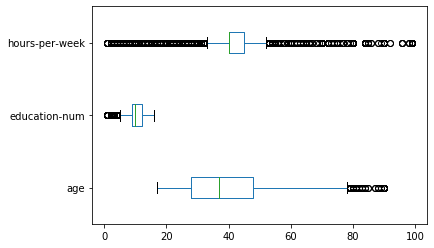 hours-per-week
education-num
age
0 20 40 60 80 100